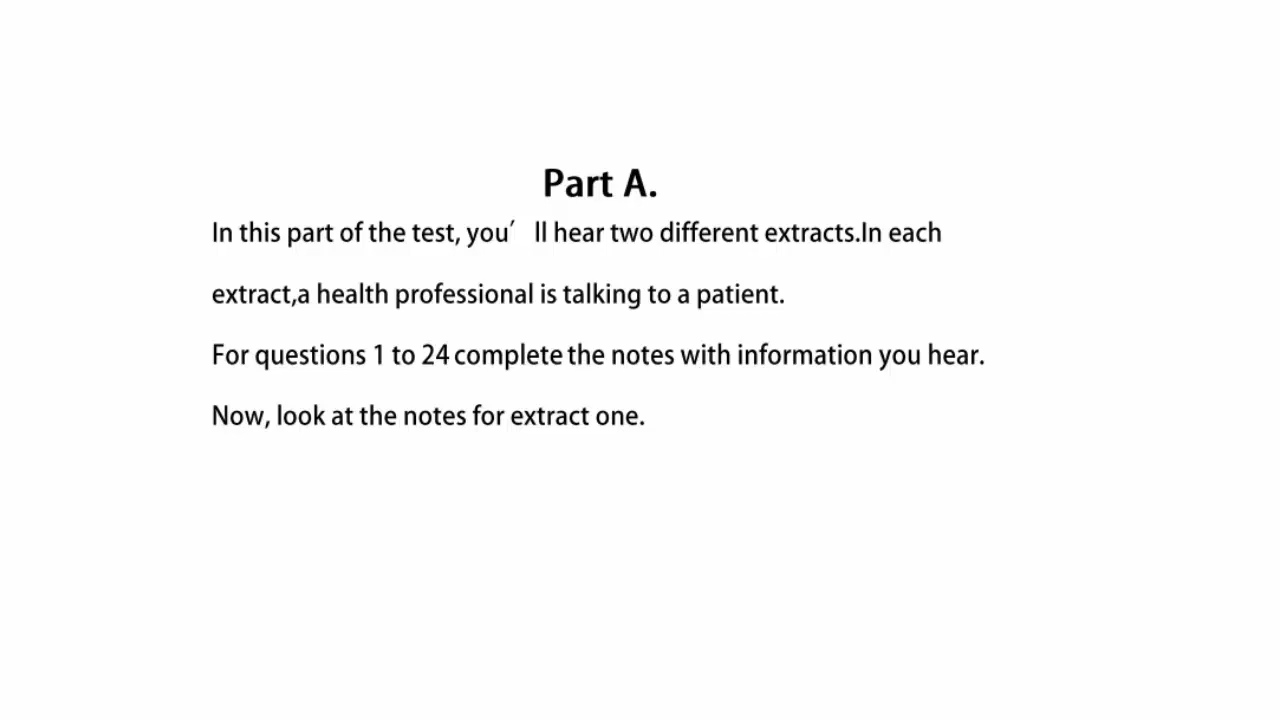 Part A.
In this part of the test, you′ ll hear two different extracts.In each
extract,a health professional is talking to a patient.
For questions 1 to 24 complete the notes with information you hear.
Now, look at the notes for extract one.